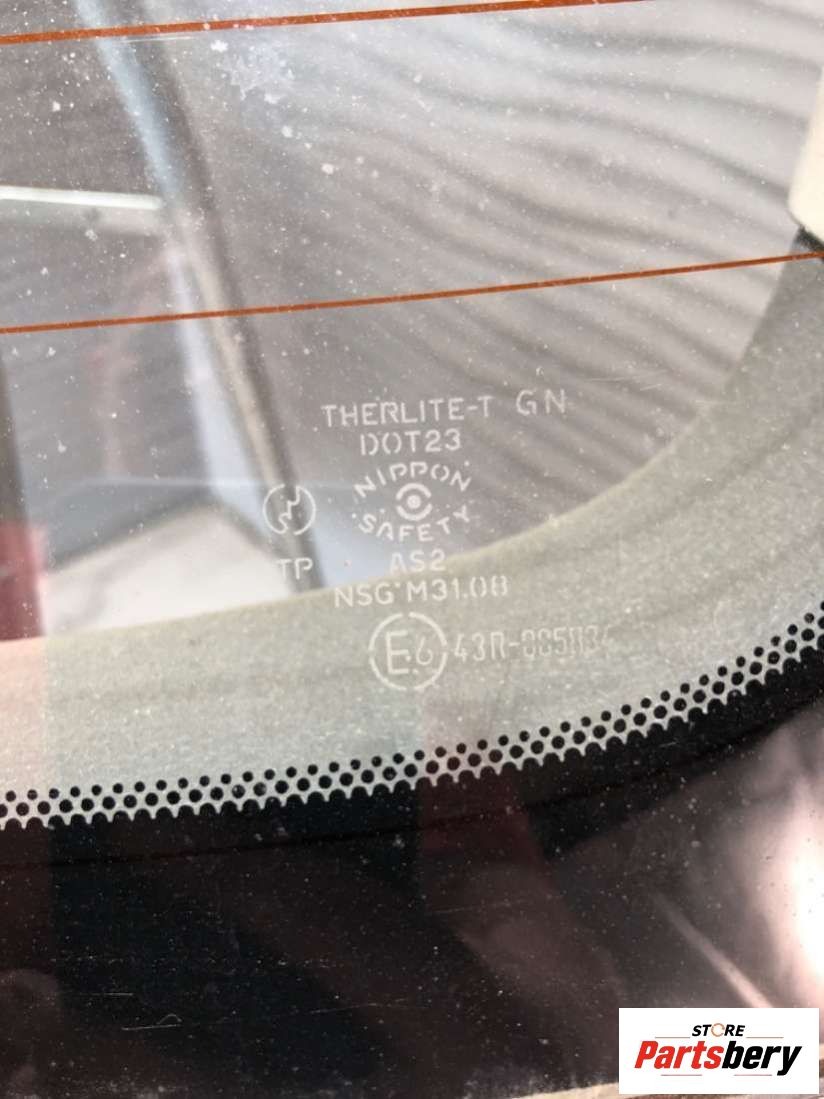 THERLITE-T GN
DOT23
NIPPON
SAFETY
TP AS2
NSG M31.08
E6
STORE
Partsbery